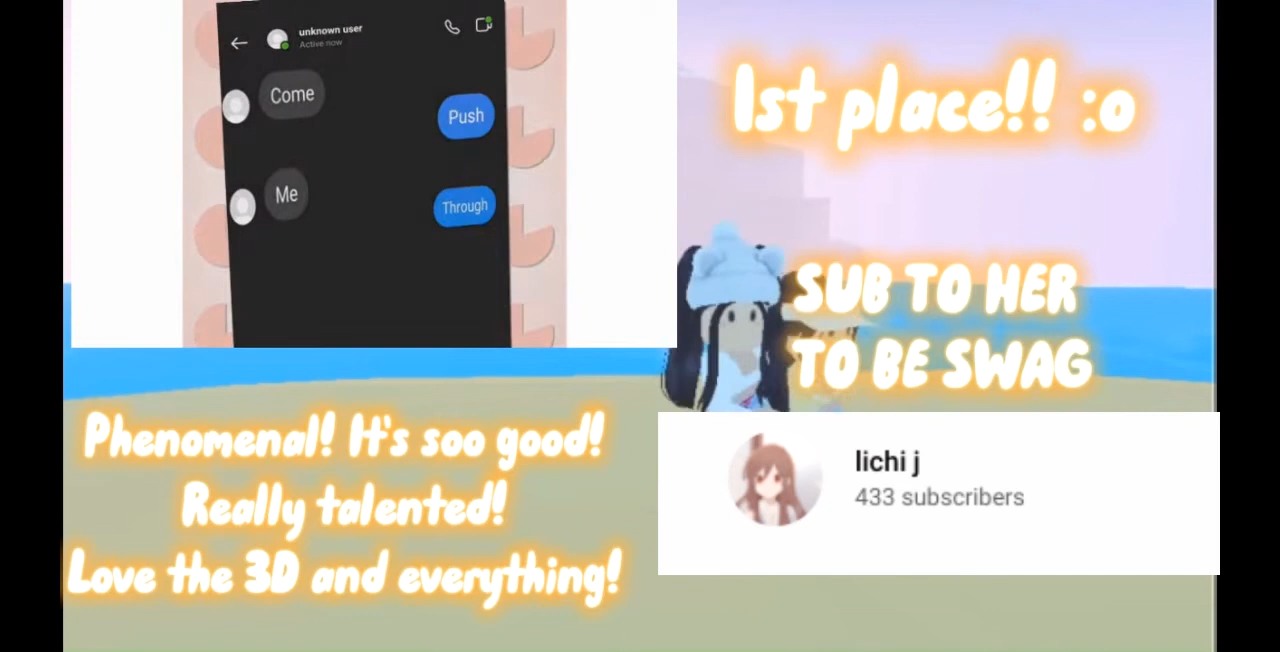 unknown user
Active now
Come
Push
Me
Through
1st place!! :o
SUB TO HER
TO BE SWAG
Phenomenal! It's soo good!
Really talented!
Love the 3D and everything!
lichi j
433 subscribers